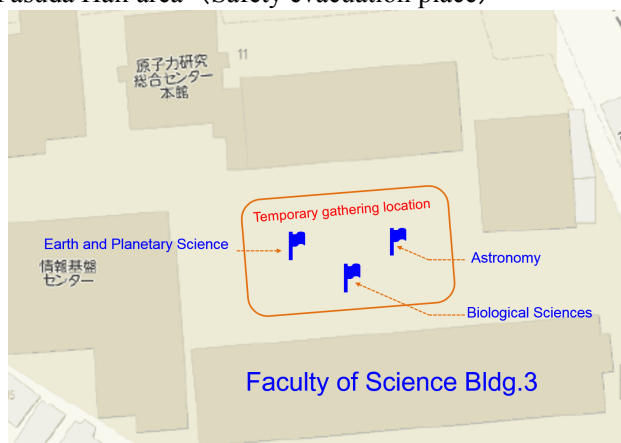 asuda Hall area（Safety evacuation place）
11
原子力研究
総合センター
本館
Temporary gathering location
Earth and Planetary Science
Astronomy
情報基盤
センター
Biological Sciences
Faculty of Science Bldg.3